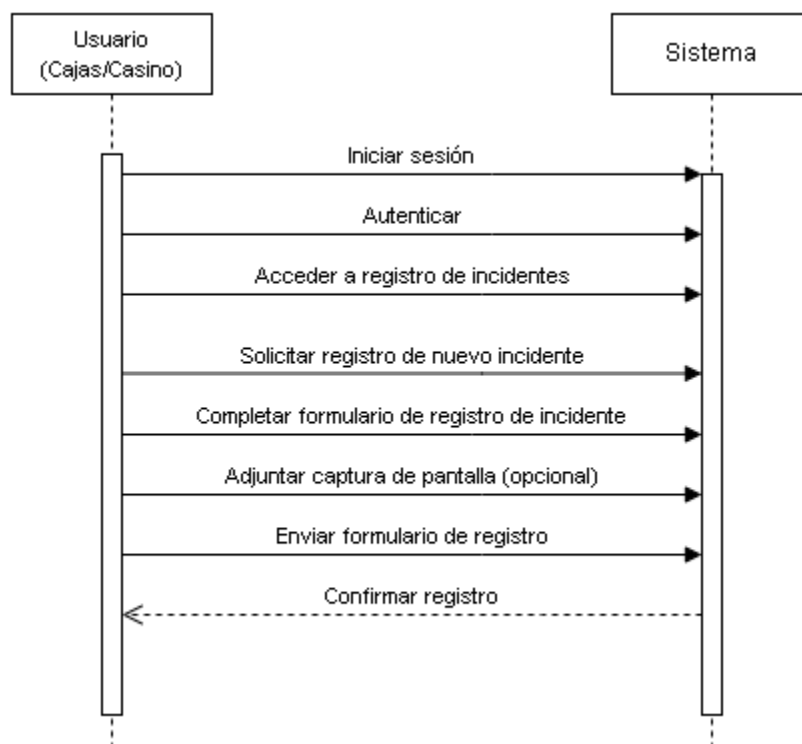 Usuario
(Cajas/Casino)
Sistema
Iniciar sesión
Autenticar
Acceder a registro de incidentes
Solicitar registro de nuevo incidente
Completar formulario de registro de incidente
Adjuntar captura de pantalla (opcional)
Enviar formulario de registro
Confirmar registro